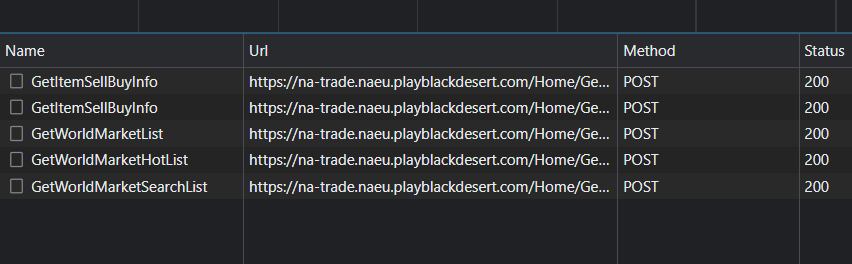 Name Url Method Status
GetItemSellBuyInfo https://na-trade.naeu.playblackdesert.com/Home/Ge... POST 200
GetItemSellBuyInfo https://na-trade.naeu.playblackdesert.com/Home/Ge... POST 200
GetWorldMarketList https://na-trade.naeu.playblackdesert.com/Home/Ge... POST 200
GetWorldMarketHotList https://na-trade.naeu.playblackdesert.com/Home/Ge... POST 200
GetWorldMarketSearchList https://na-trade.naeu.playblackdesert.com/Home/Ge... POST 200